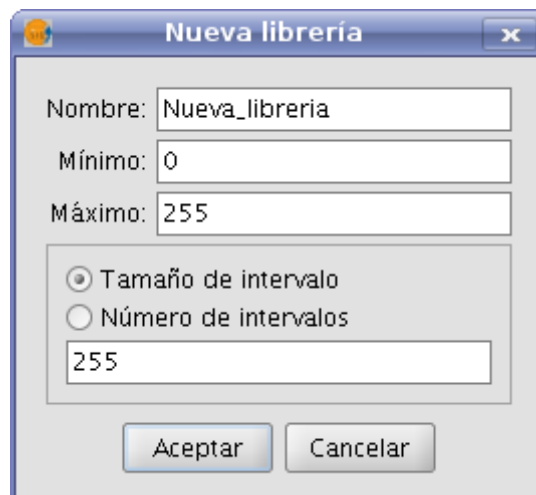 Nueva librería
Nombre: Nueva_libreria
Mínimo: 0
Máximo: 255
Tamaño de intervalo
Número de intervalos
255
Aceptar Cancelar